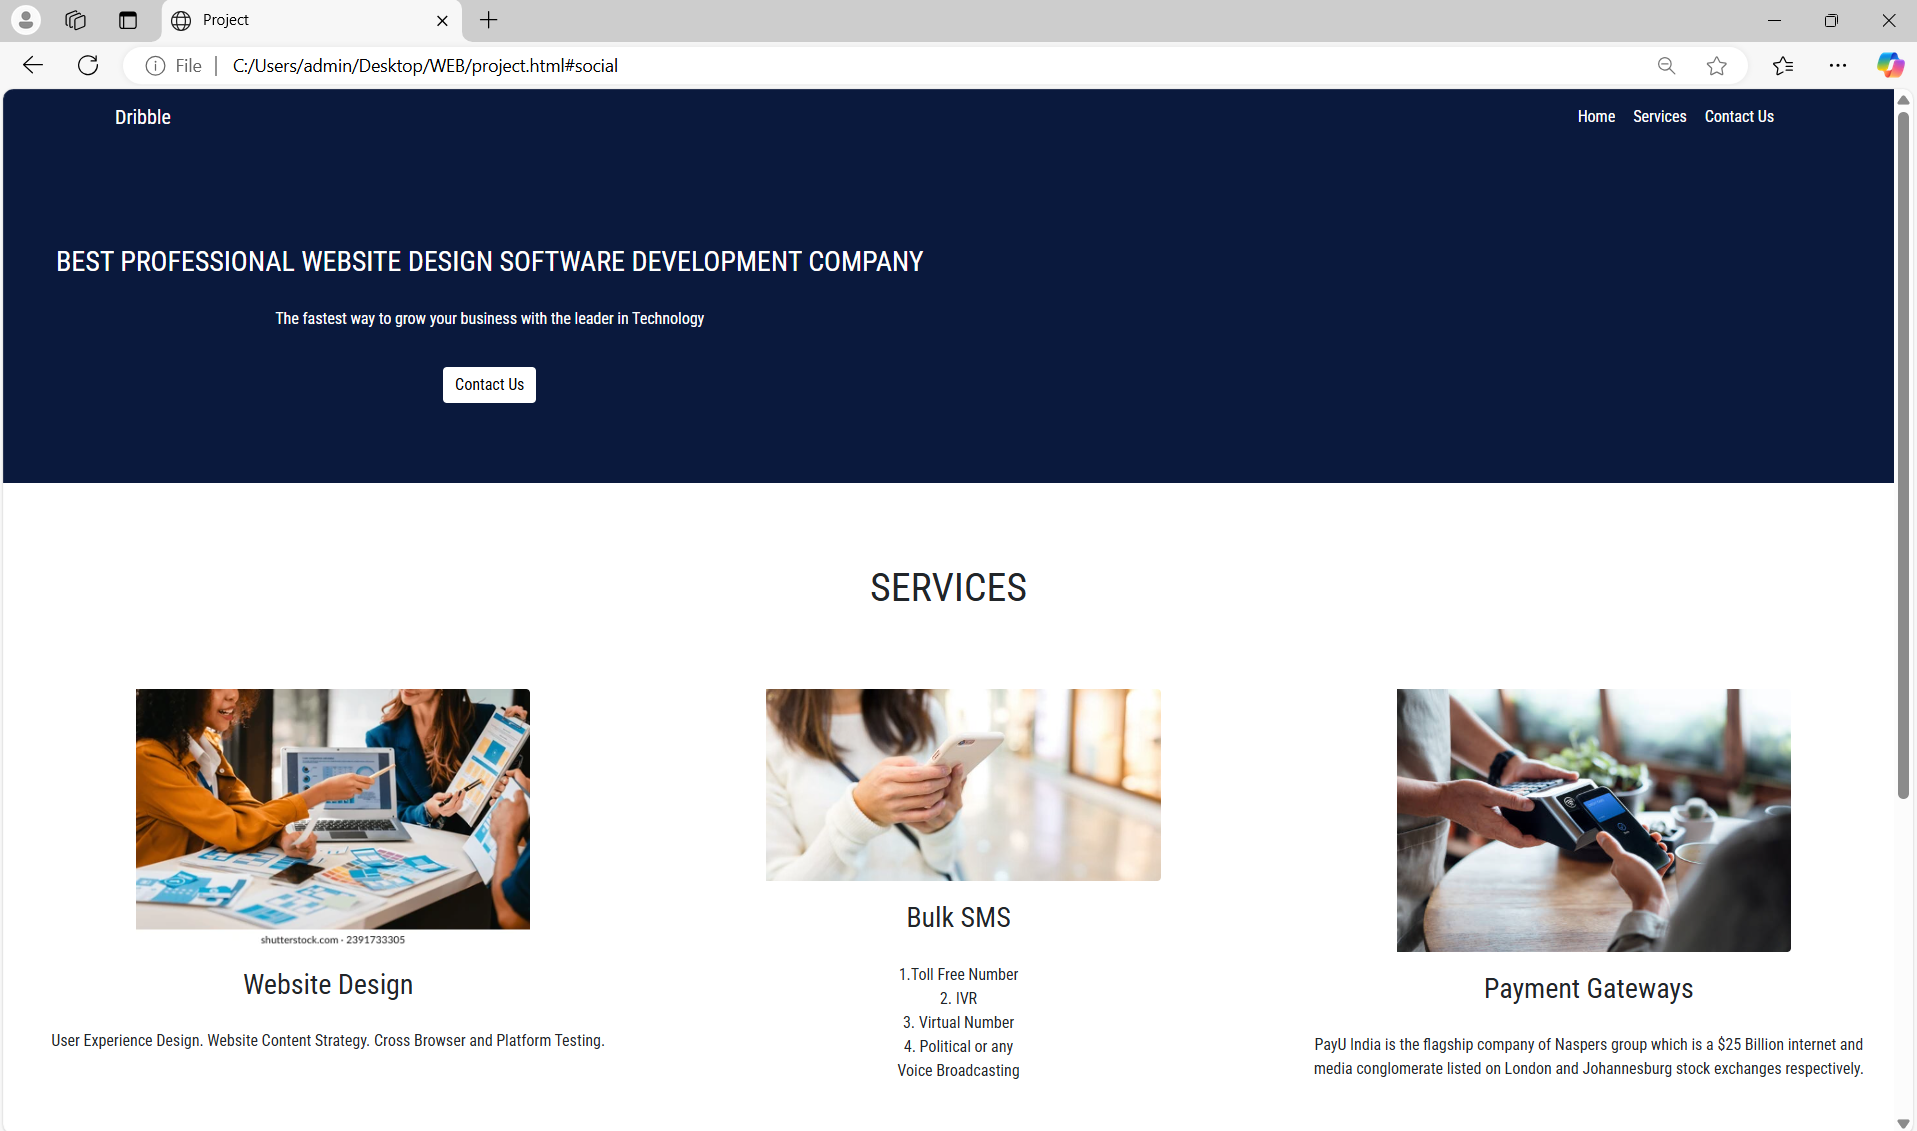 Project
File
C:/Users/admin/Desktop/WEB/project.html#social
Dribble
Home Services Contact Us
BEST PROFESSIONAL WEBSITE DESIGN SOFTWARE DEVELOPMENT COMPANY
The fastest way to grow your business with the leader in Technology
Contact Us
SERVICES
shutterstock.com · 2391733305
Website Design
User Experience Design. Website Content Strategy. Cross Browser and Platform Testing.
Bulk SMS
1.Toll Free Number
2. IVR
3. Virtual Number
4. Political or any
Voice Broadcasting
Payment Gateways
PayU India is the flagship company of Naspers group which is a $25 Billion internet and
media conglomerate listed on London and Johannesburg stock exchanges respectively.